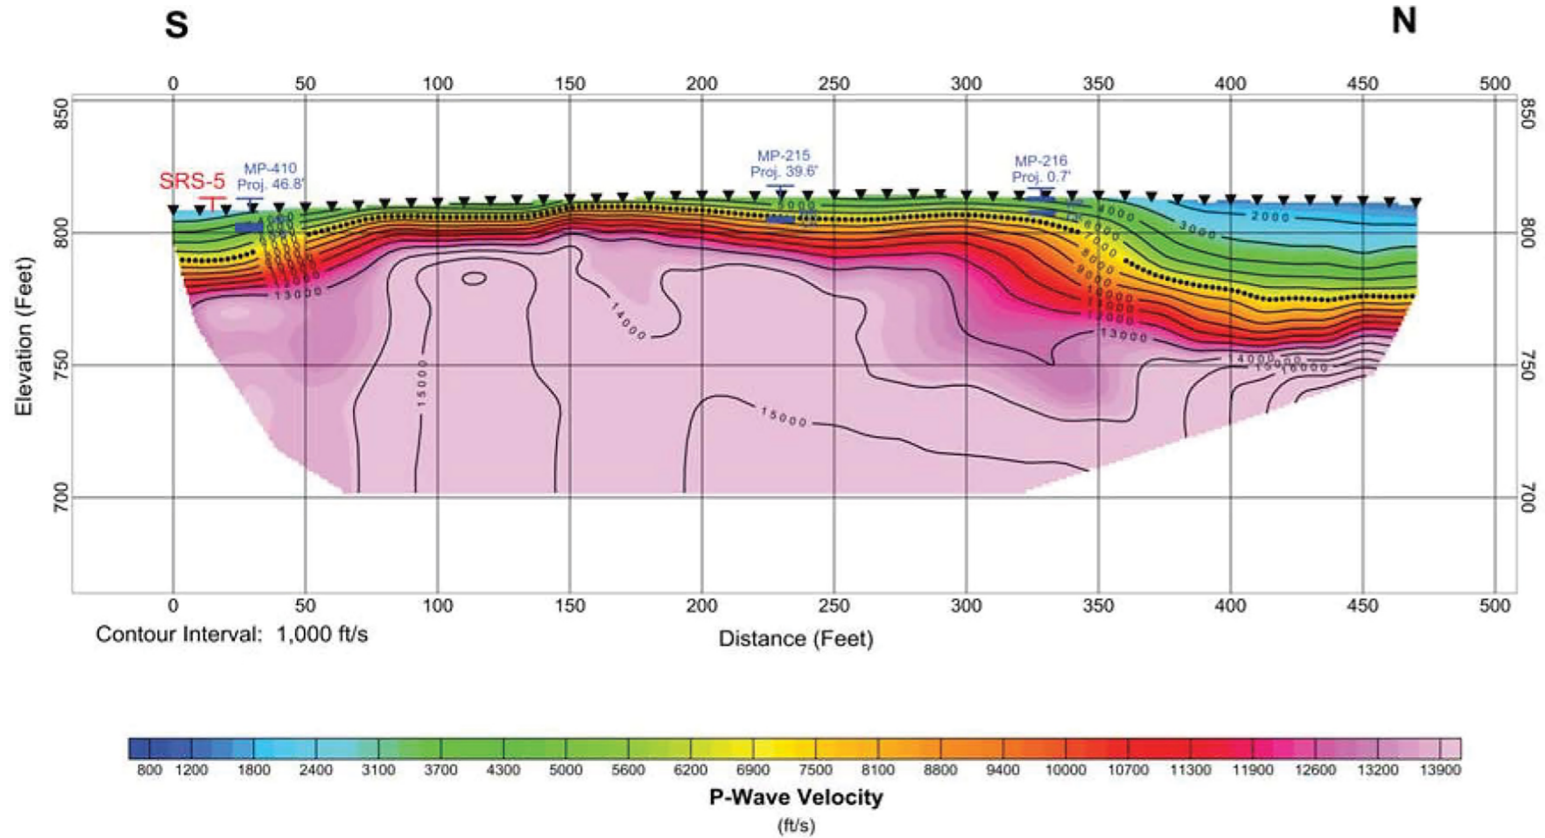 S
N
0 50 100 150 200 250 300 350 400 450 500
850
850
MP-215
Proj. 39.6'
MP-216
Proj. 0.7'
MP-410
Proj. 46.8'
SRS-5
800
800
2000
3000
4000
13000
13000
14000
14000
15000
15000
16000
750
750
700
700
Elevation (Feet)
0 50 100 150 200 250 300 350 400 450 500
Contour Interval: 1,000 ft/s
Distance (Feet)
800 1200 1800 2400 3100 3700 4300 5000 5600 6200 6900 7500 8100 8800 9400 10000 10700 11300 11900 12600 13200 13900
P-Wave Velocity
(ft/s)